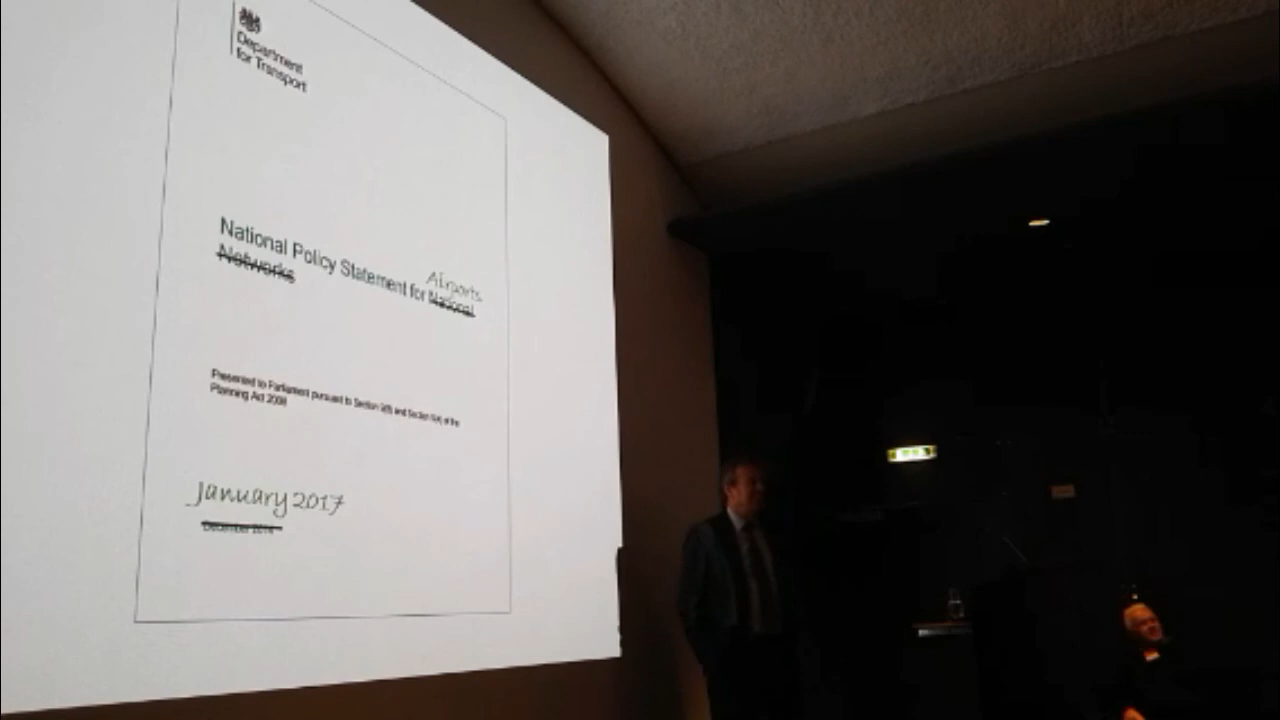 Department
for Transport
Airports
National Policy Statement for National
Networks
Presented to Parliament pursuant to Section 9(8) and Section 5(4) of the
Planning Act 2008
January 2017
December 2014